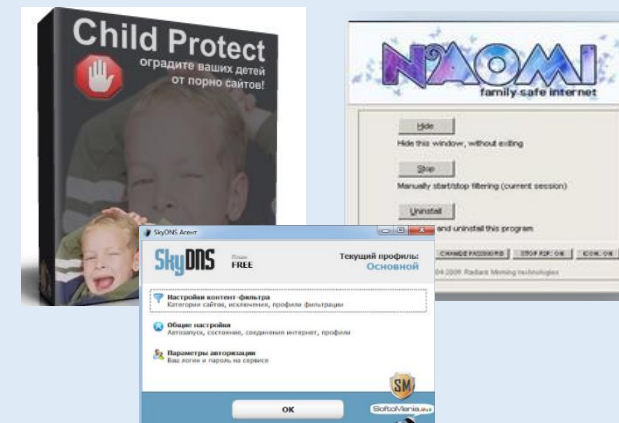 Child Protect
оградите ваших детей
от порно сайтов!
NAOMI
family safe internet
Hide
Hide this window, without exiting
Stop
Manually start/stop filtering (current session)
Uninstall
and uninstall this program
CHANGE PASSWORD STOP P2P: ON ICON: ON
Radiant Morning technologies
SkyDNS Агент
SkyDNS
FREE
Текущий профиль:
Основной
Настройки контент-фильтра
Категории сайтов, исключения, профили фильтрации
Общие настройки
Автозапуск, состояние, соединения интернет, профили
Параметры авторизации
Ваш логин и пароль на сервисе
SM
OK
SoftoMania